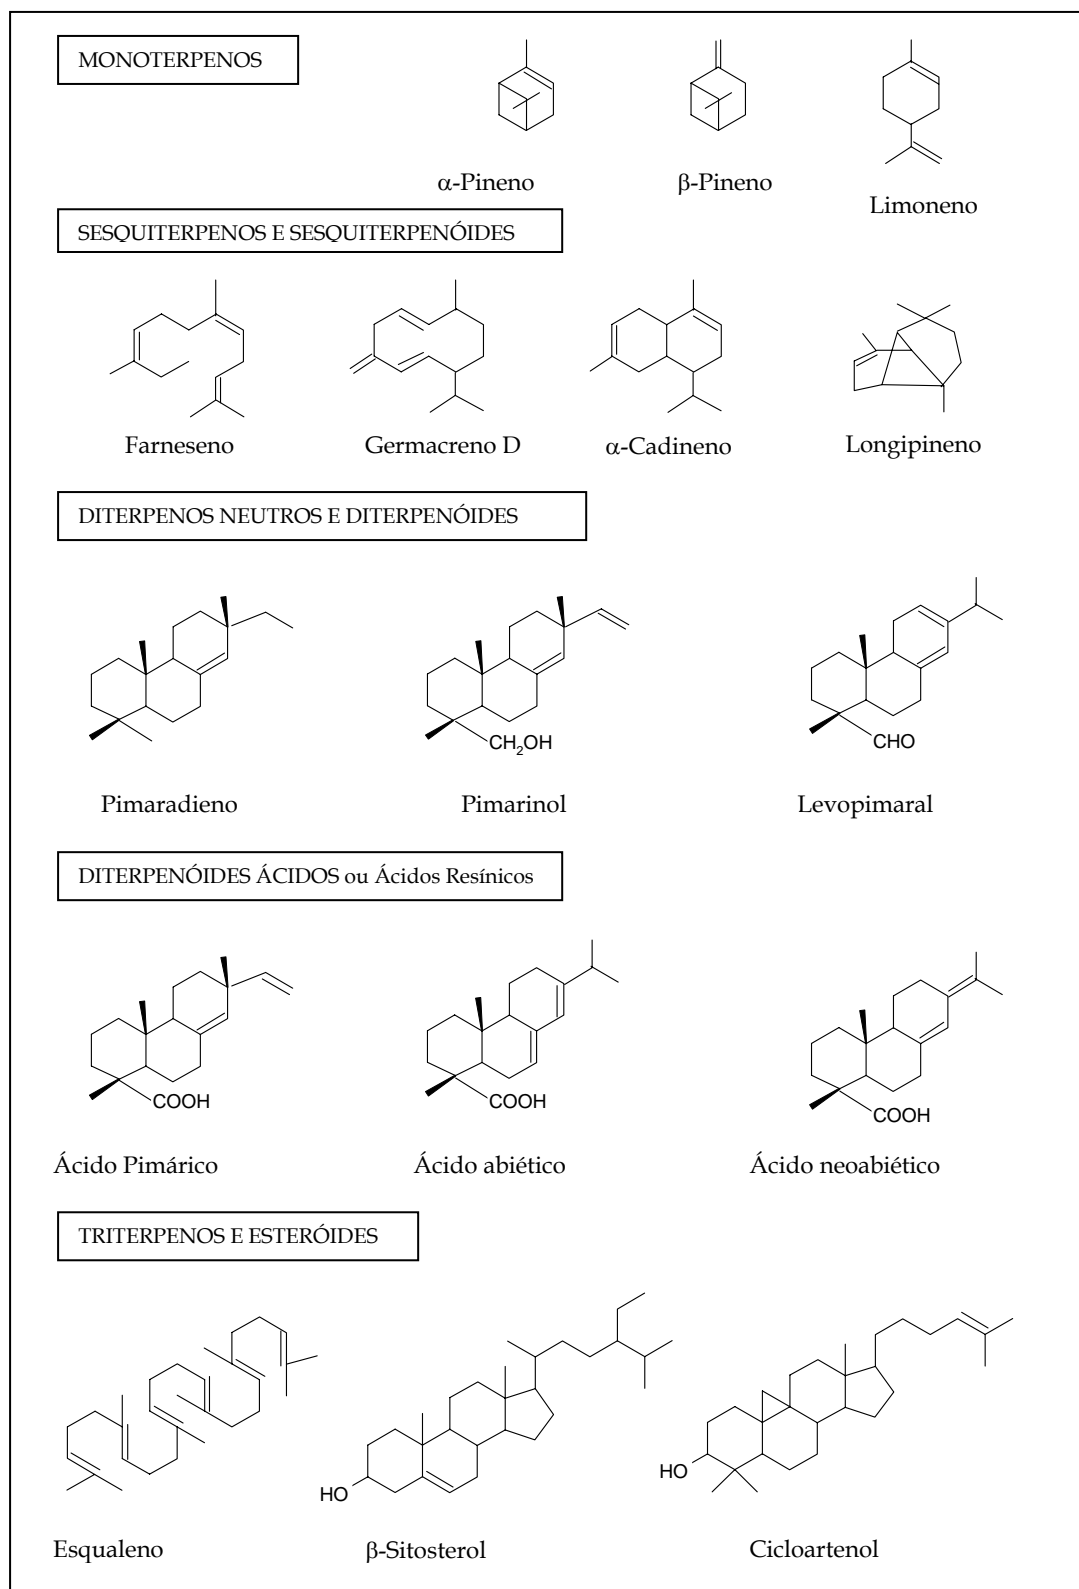 MONOTERPENOS
α-Pineno
β-Pineno
Limoneno
SESQUITERPENOS E SESQUITERPENÓIDES
Farneseno
Germacreno D
α-Cadineno
Longipineno
DITERPENOS NEUTROS E DITERPENÓIDES
CH2OH
CHO
Pimaradieno
Pimarinol
Levopimaral
DITERPENÓIDES ÁCIDOS ou Ácidos Resínicos
COOH
COOH
COOH
Ácido Pimárico
Ácido abiético
Ácido neoabiético
TRITERPENOS E ESTERÓIDES
HO
HO
Esqualeno
β-Sitosterol
Cicloartenol